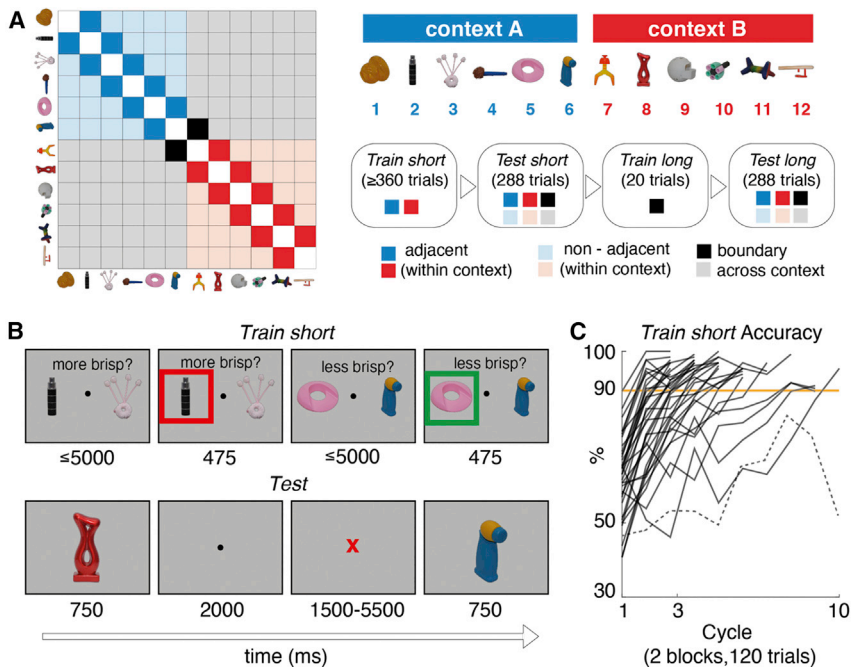 A
context A
context B
1 2 3 4 5 6 7 8 9 10 11 12
Train short
(≥360 trials)
Test short
(288 trials)
Train long
(20 trials)
Test long
(288 trials)
adjacent
(within context)
non - adjacent
(within context)
boundary
across context
B
Train short
more brisp?
more brisp?
less brisp?
less brisp?
≤5000
475
≤5000
475
Test
x
750
2000
1500-5500
750
time (ms)
C
Train short Accuracy
100
90
%
50
30
1
3
10
Cycle
(2 blocks,120 trials)